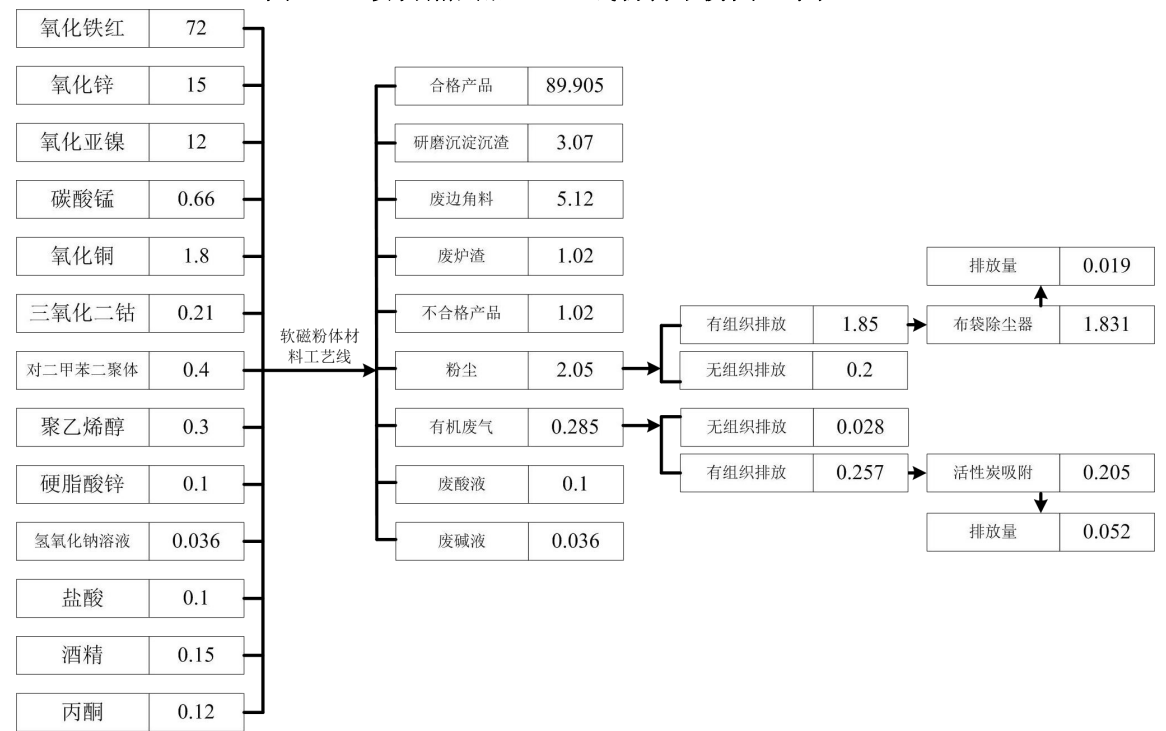 氧化铁红 72
氧化锌 15
氧化亚镍 12
碳酸锰 0.66
氧化铜 1.8
三氧化二钴 0.21
对二甲苯二聚体 0.4
聚乙烯醇 0.3
硬脂酸锌 0.1
氢氧化钠溶液 0.036
盐酸 0.1
酒精 0.15
丙酮 0.12
软磁粉体材
料工艺线
合格产品 89.905
研磨沉淀沉渣 3.07
废边角料 5.12
废炉渣 1.02
不合格产品 1.02
粉尘 2.05
有机废气 0.285
废酸液 0.1
废碱液 0.036
有组织排放 1.85
无组织排放 0.2
无组织排放 0.028
有组织排放 0.257
排放量 0.019
布袋除尘器 1.831
活性炭吸附 0.205
排放量 0.052